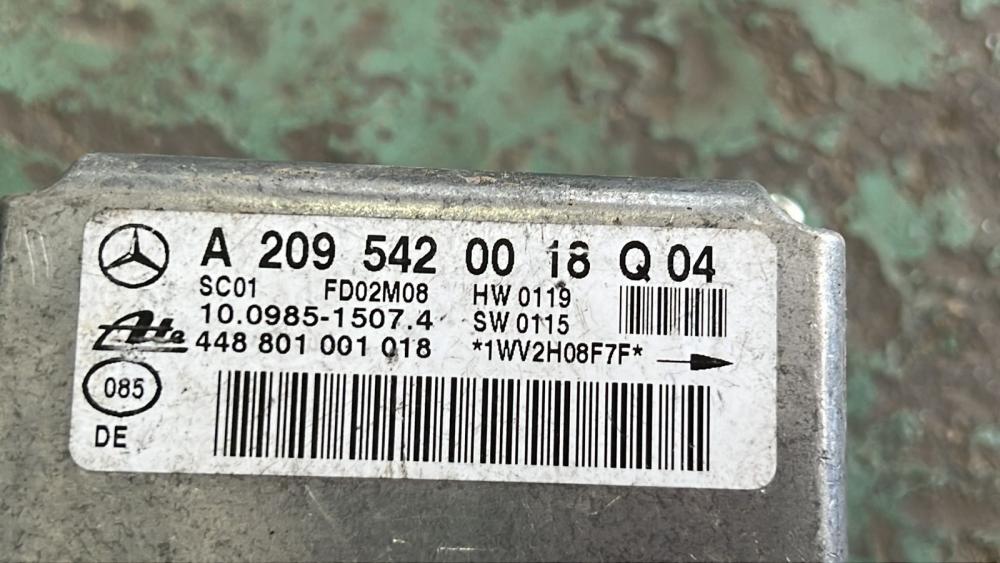 A 209 542 00 18 Q 04
SC01 FD02M08 HW 0119
10.0985-1507.4 SW 0115
Ate 448 801 001 018 *1WV2H08F7F*
085
DE